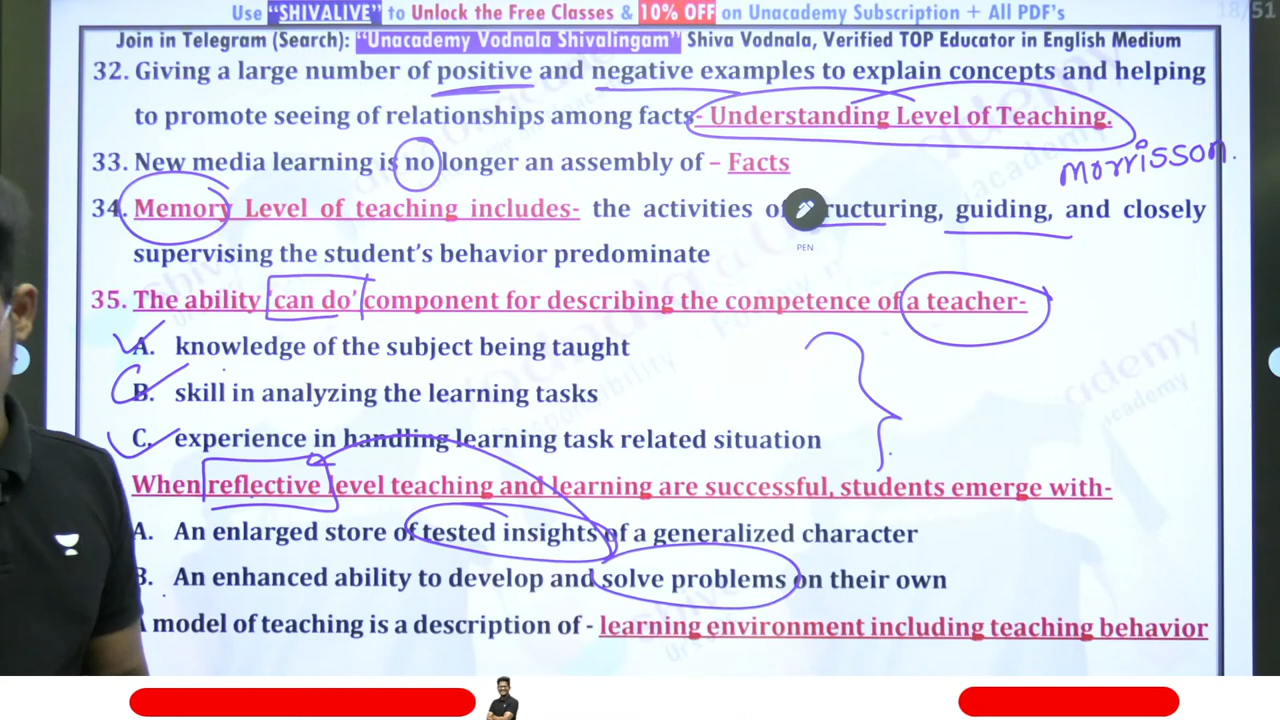 18/51
Use "SHIVALIVE" to Unlock the Free Classes & 10% OFF on Unacademy Subscription + All PDF's
Join in Telegram (Search): "Unacademy Vodnala Shivalingam" Shiva Vodnala, Verified TOP Educator in English Medium
32. Giving a large number of positive and negative examples to explain concepts and helping
to promote seeing of relationships among facts- Understanding Level of Teaching.
morrisson.
33. New media learning is no longer an assembly of – Facts
34. Memory Level of teaching includes- the activities of ructuring, guiding, and closely
PEN
supervising the student's behavior predominate
35. The ability 'can do' component for describing the competence of a teacher-
A. knowledge of the subject being taught
B. skill in analyzing the learning tasks
C. experience in handling learning task related situation
When reflective level teaching and learning are successful, students emerge with-
A. An enlarged store of tested insights of a generalized character
B. An enhanced ability to develop and solve problems on their own
model of teaching is a description of - learning environment including teaching behavior